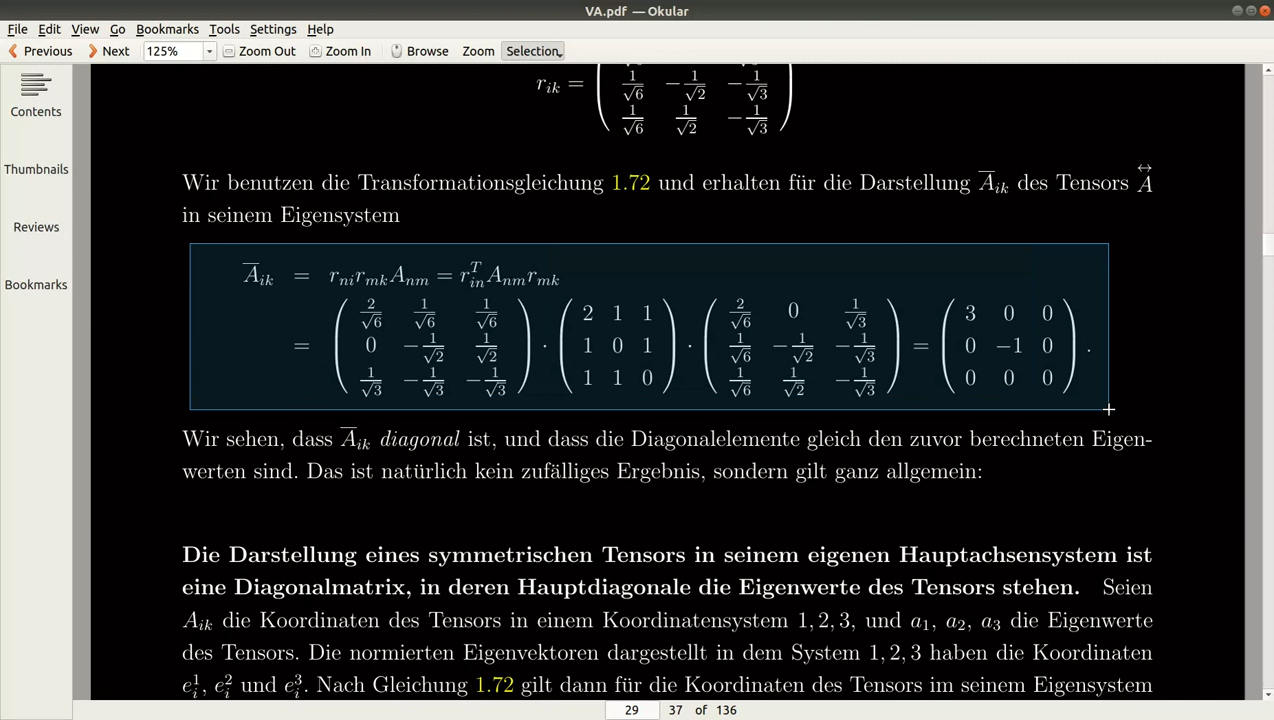 VA.pdf — Okular
File Edit View Go Bookmarks Tools Settings Help
Previous Next 125% Zoom Out Zoom In Browse Zoom Selection
Contents
Thumbnails
Reviews
Bookmarks
r_ik =
1/√6 −1/√2 −1/√3
1/√6 1/√2 −1/√3
Wir benutzen die Transformationsgleichung 1.72 und erhalten für die Darstellung A̅_ik des Tensors A⃡
in seinem Eigensystem
A̅_ik = r_ni r_mk A_nm = r^T_in A_nm r_mk
= ( 2/√6 1/√6 1/√6 ; 0 −1/√2 1/√2 ; 1/√3 −1/√3 −1/√3 ) · ( 2 1 1 ; 1 0 1 ; 1 1 0 ) · ( 2/√6 0 1/√3 ; 1/√6 −1/√2 −1/√3 ; 1/√6 1/√2 −1/√3 ) = ( 3 0 0 ; 0 −1 0 ; 0 0 0 ) .
Wir sehen, dass A̅_ik diagonal ist, und dass die Diagonalelemente gleich den zuvor berechneten Eigen-
werten sind. Das ist natürlich kein zufälliges Ergebnis, sondern gilt ganz allgemein:
Die Darstellung eines symmetrischen Tensors in seinem eigenen Hauptachsensystem ist
eine Diagonalmatrix, in deren Hauptdiagonale die Eigenwerte des Tensors stehen. Seien
A_ik die Koordinaten des Tensors in einem Koordinatensystem 1, 2, 3, und a_1, a_2, a_3 die Eigenwerte
des Tensors. Die normierten Eigenvektoren dargestellt in dem System 1, 2, 3 haben die Koordinaten
e^1_i, e^2_i und e^3_i. Nach Gleichung 1.72 gilt dann für die Koordinaten des Tensors im seinem Eigensystem
29 37 of 136